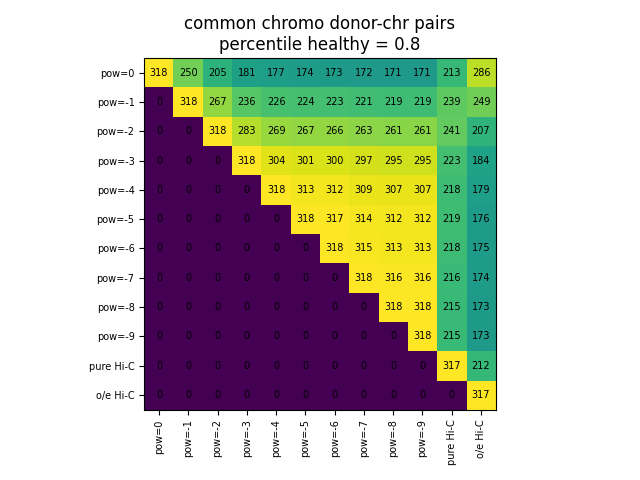 common chromo donor-chr pairs
percentile healthy = 0.8
pow=0 318 250 205 181 177 174 173 172 171 171 213 286
pow=-1 0 318 267 236 226 224 223 221 219 219 239 249
pow=-2 0 0 318 283 269 267 266 263 261 261 241 207
pow=-3 0 0 0 318 304 301 300 297 295 295 223 184
pow=-4 0 0 0 0 318 313 312 309 307 307 218 179
pow=-5 0 0 0 0 0 318 317 314 312 312 219 176
pow=-6 0 0 0 0 0 0 318 315 313 313 218 175
pow=-7 0 0 0 0 0 0 0 318 316 316 216 174
pow=-8 0 0 0 0 0 0 0 0 318 318 215 173
pow=-9 0 0 0 0 0 0 0 0 0 318 215 173
pure Hi-C 0 0 0 0 0 0 0 0 0 0 317 212
o/e Hi-C 0 0 0 0 0 0 0 0 0 0 0 317
pow=0 pow=-1 pow=-2 pow=-3 pow=-4 pow=-5 pow=-6 pow=-7 pow=-8 pow=-9 pure Hi-C o/e Hi-C